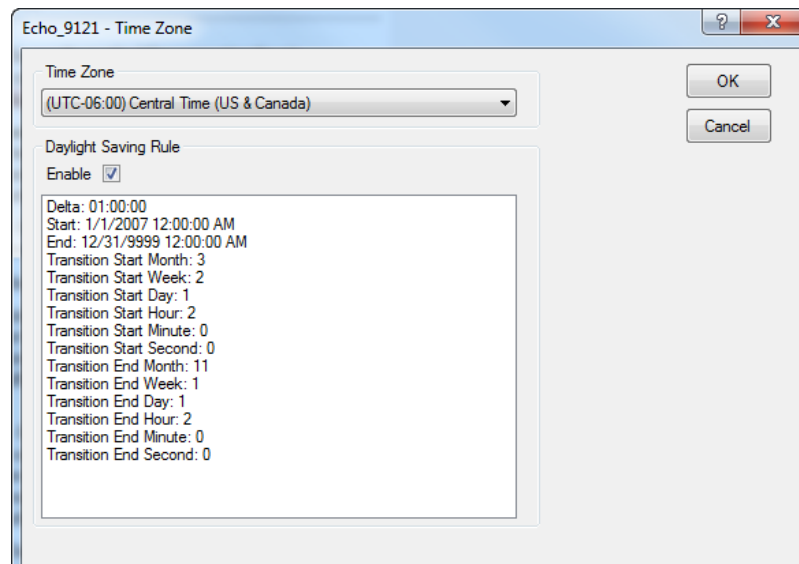 Echo_9121 - Time Zone
Time Zone
OK
(UTC-06:00) Central Time (US & Canada)
Cancel
Daylight Saving Rule
Enable
Delta: 01:00:00
Start: 1/1/2007 12:00:00 AM
End: 12/31/9999 12:00:00 AM
Transition Start Month: 3
Transition Start Week: 2
Transition Start Day: 1
Transition Start Hour: 2
Transition Start Minute: 0
Transition Start Second: 0
Transition End Month: 11
Transition End Week: 1
Transition End Day: 1
Transition End Hour: 2
Transition End Minute: 0
Transition End Second: 0